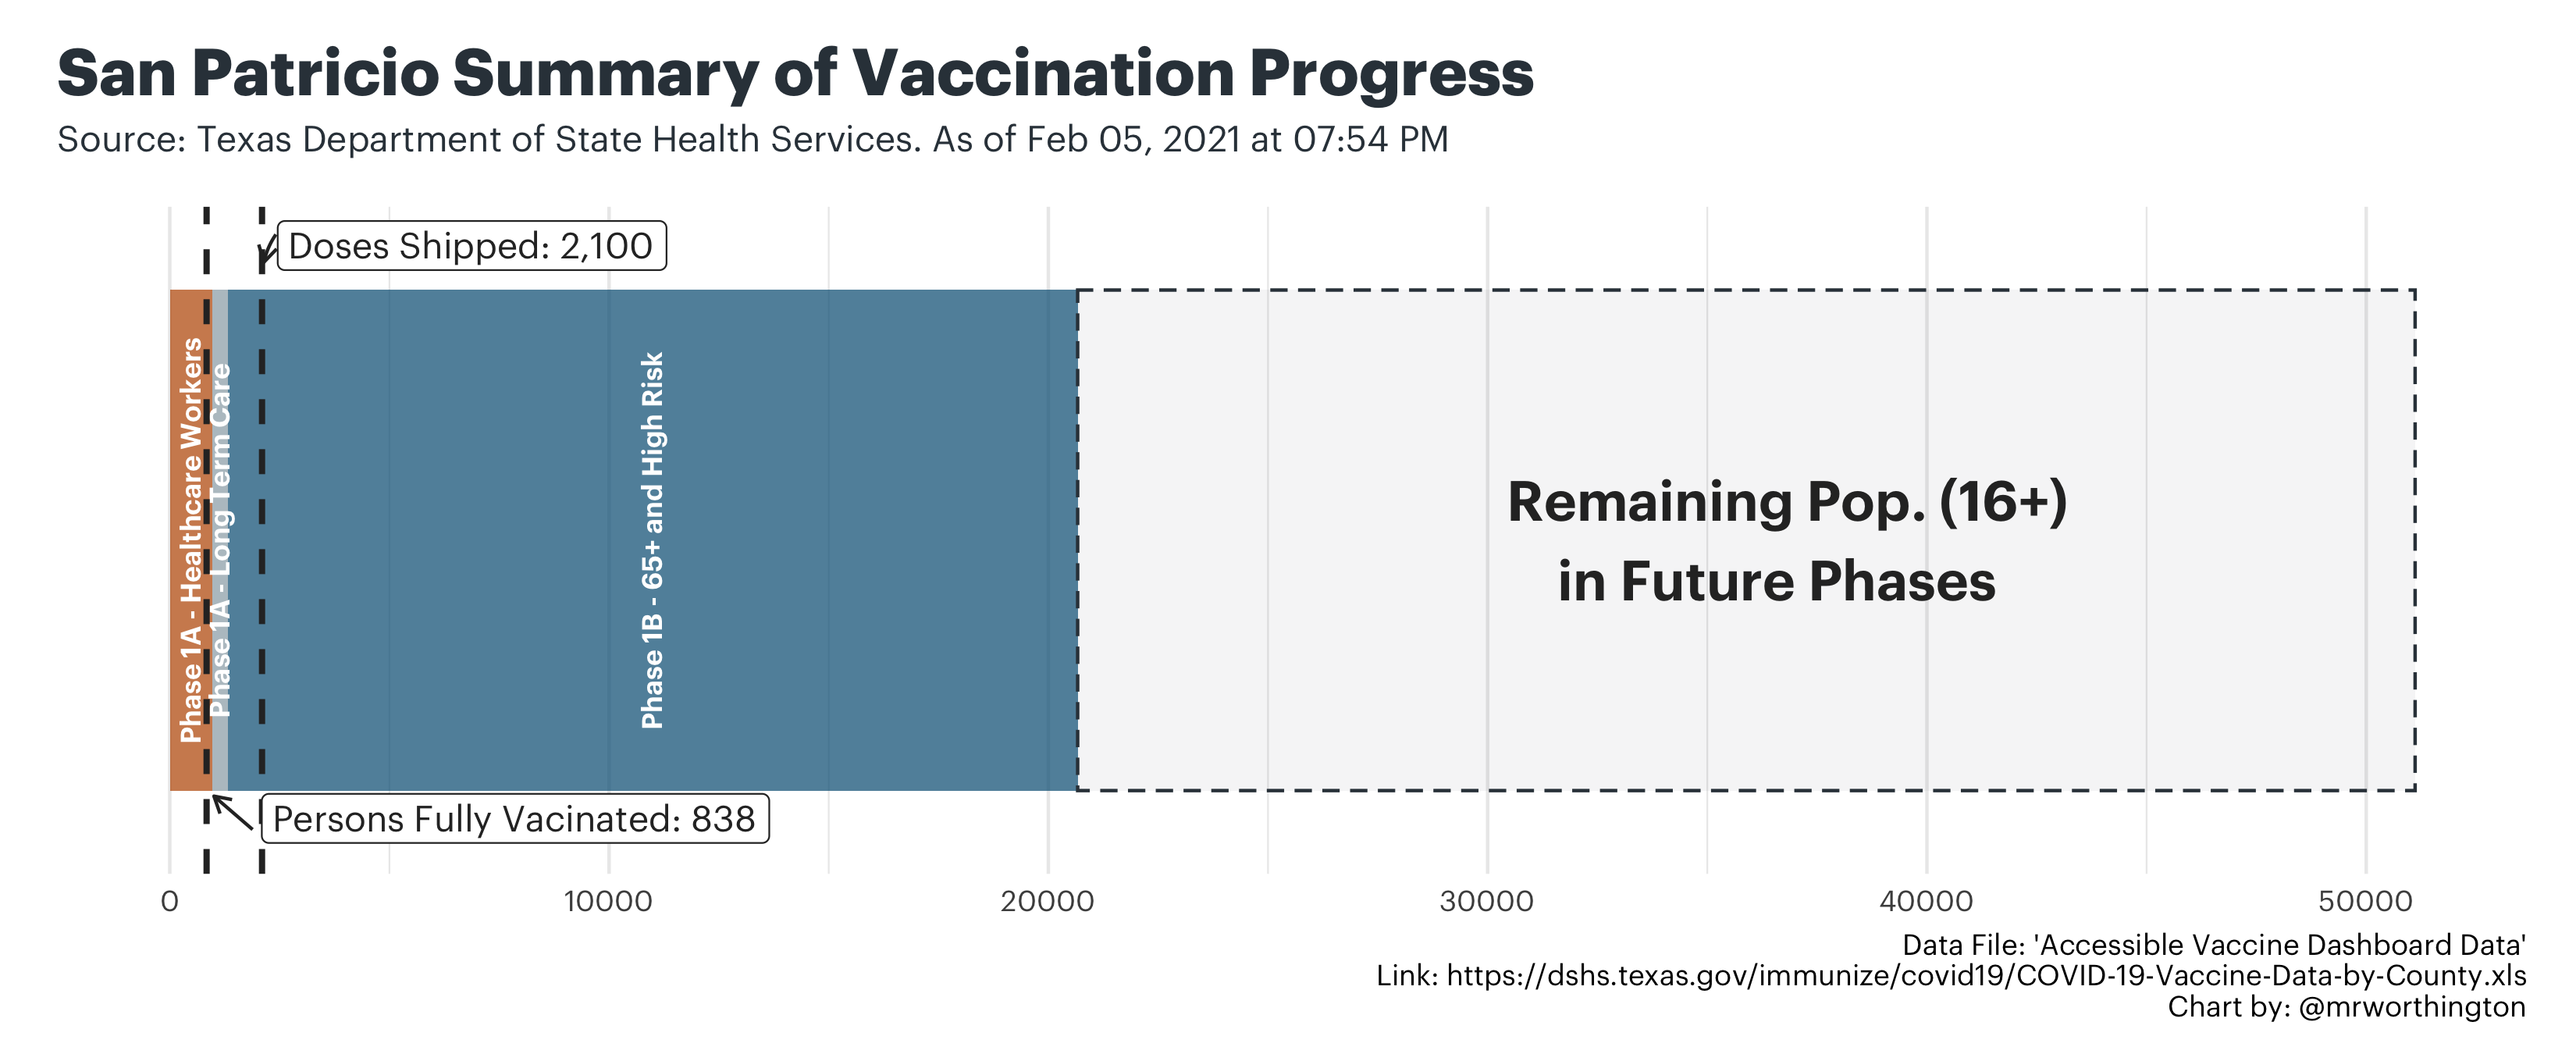 San Patricio Summary of Vaccination Progress
Source: Texas Department of State Health Services. As of Feb 05, 2021 at 07:54 PM
Doses Shipped: 2,100
Phase 1A - Healthcare Workers
Phase 1A - Long Term Care
Phase 1B - 65+ and High Risk
Remaining Pop. (16+)
in Future Phases
Persons Fully Vacinated: 838
0 10000 20000 30000 40000 50000
Data File: 'Accessible Vaccine Dashboard Data'
Link: https://dshs.texas.gov/immunize/covid19/COVID-19-Vaccine-Data-by-County.xls
Chart by: @mrworthington